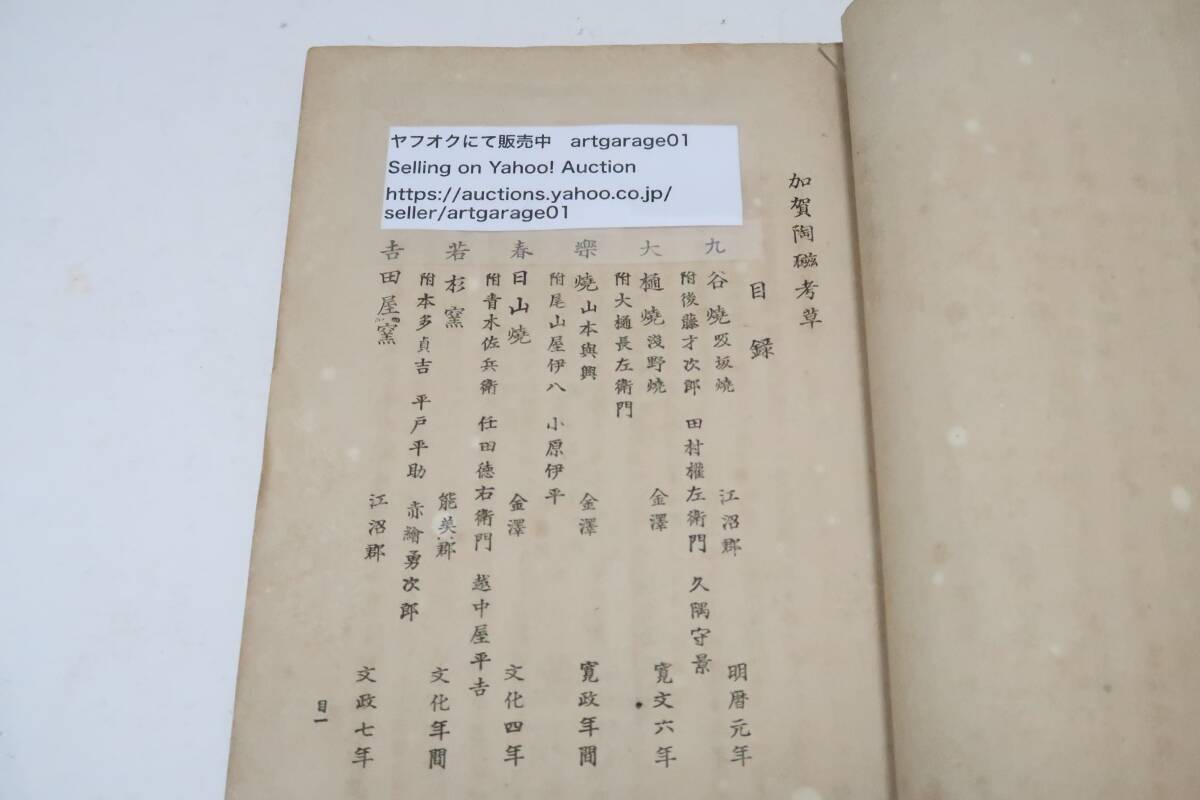 ヤフオクにて販売中 artgarage01
Selling on Yahoo! Auction
https://auctions.yahoo.co.jp/
seller/artgarage01
加賀陶磁考草
目録
九谷燒 吸坂燒 江沼郡 明暦元年
附後藤才次郎 田村權左衛門 久隅守景
大樋燒 淺野燒 金澤 寛文六年
附大樋長左衛門
樂燒 山本與興 金澤 寛政年間
附尾山屋伊八 小原伊平
春日山燒 金澤 文化四年
附青木佐兵衛 任田徳右衛門 越中屋平吉
若杉窯 能美郡 文化年間
附本多貞吉 平戸平助 赤繪勇次郎
吉田屋窯 江沼郡 文政七年
目一